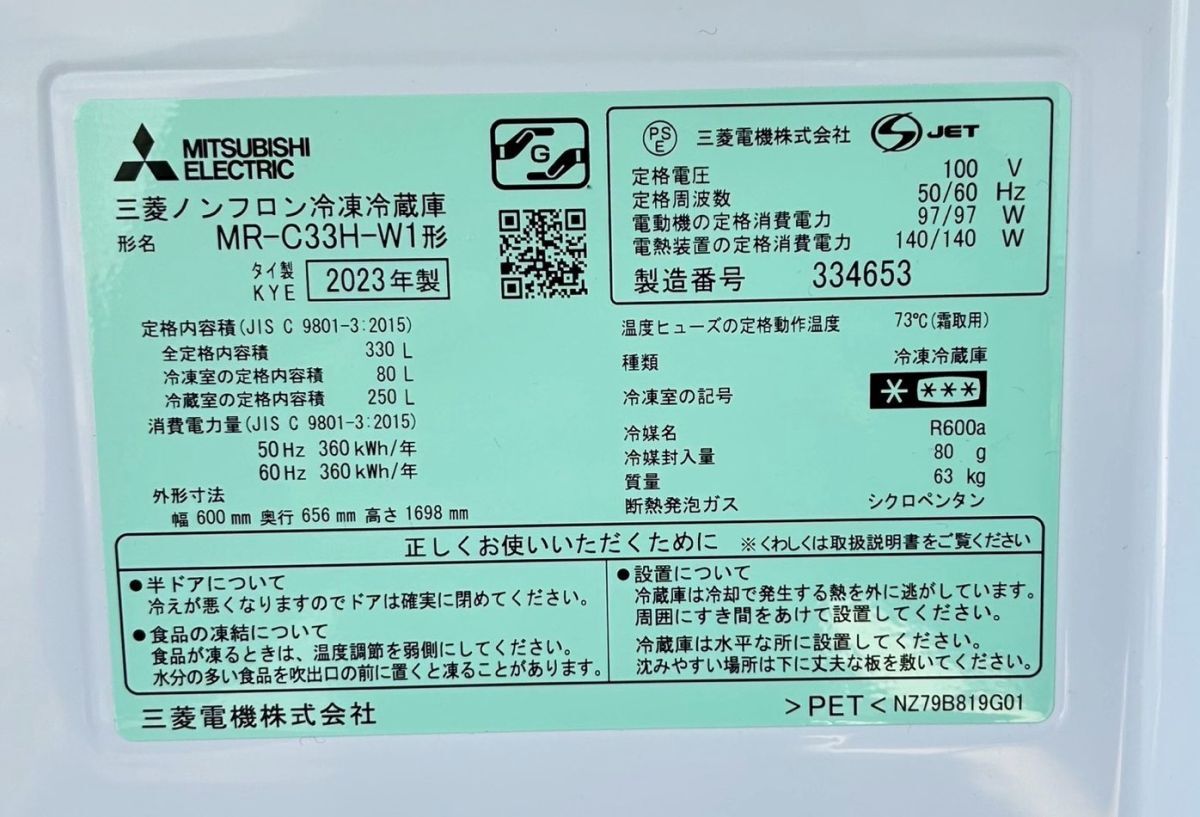 MITSUBISHI
ELECTRIC
三菱ノンフロン冷凍冷蔵庫
形名 MR-C33H-W1形
タイ製
KYE 2023年製
G
PSE 三菱電機株式会社 JET
定格電圧 100 V
定格周波数 50/60 Hz
電動機の定格消費電力 97/97 W
電熱装置の定格消費電力 140/140 W
製造番号 334653
定格内容積(JIS C 9801-3:2015)
全定格内容積 330 L
冷凍室の定格内容積 80 L
冷蔵室の定格内容積 250 L
消費電力量(JIS C 9801-3:2015)
50Hz 360kWh/年
60Hz 360kWh/年
外形寸法
幅 600mm 奥行 656mm 高さ 1698mm
温度ヒューズの定格動作温度 73℃(霜取用)
種類 冷凍冷蔵庫
冷凍室の記号
冷媒名 R600a
冷媒封入量 80 g
質量 63 kg
断熱発泡ガス シクロペンタン
正しくお使いいただくために ※くわしくは取扱説明書をご覧ください
●半ドアについて
冷えが悪くなりますのでドアは確実に閉めてください。
●食品の凍結について
食品が凍るときは、温度調節を弱側にしてください。
水分の多い食品を吹出口の前に置くと凍ることがあります。
●設置について
冷蔵庫は冷却で発生する熱を外に逃がしています。
周囲にすき間をあけて設置してください。
冷蔵庫は水平な所に設置してください。
沈みやすい場所は下に丈夫な板を敷いてください。
三菱電機株式会社
>PET< NZ79B819G01